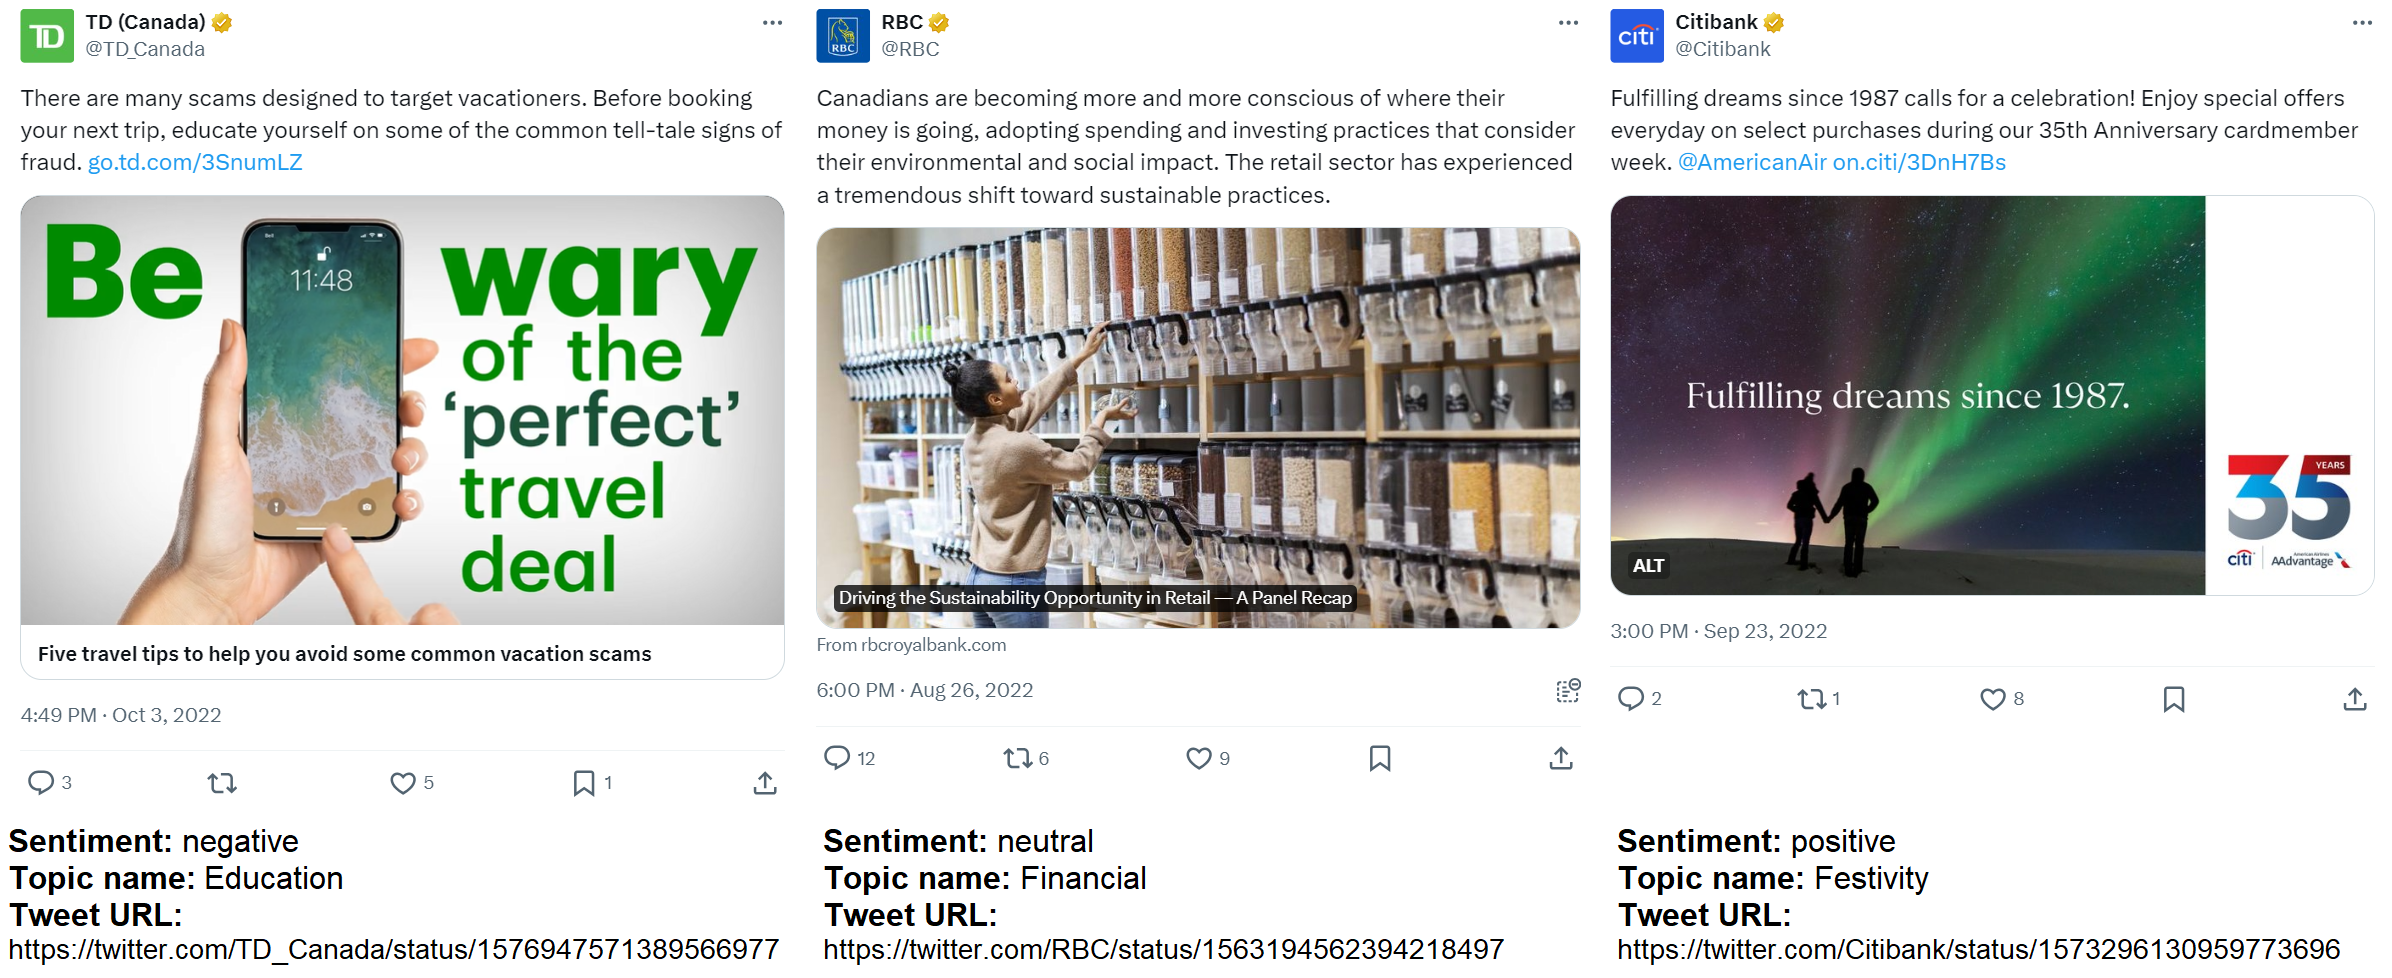 TD
TD (Canada)
@TD_Canada
There are many scams designed to target vacationers. Before booking
your next trip, educate yourself on some of the common tell-tale signs of
fraud. go.td.com/3SnumLZ
Be wary
of the
‘perfect’
travel
deal
11:48
Five travel tips to help you avoid some common vacation scams
4:49 PM · Oct 3, 2022
3
5
1
Sentiment: negative
Topic name: Education
Tweet URL:
https://twitter.com/TD_Canada/status/1576947571389566977
RBC
RBC
@RBC
Canadians are becoming more and more conscious of where their
money is going, adopting spending and investing practices that consider
their environmental and social impact. The retail sector has experienced
a tremendous shift toward sustainable practices.
Driving the Sustainability Opportunity in Retail — A Panel Recap
From rbcroyalbank.com
6:00 PM · Aug 26, 2022
12
6
9
Sentiment: neutral
Topic name: Financial
Tweet URL:
https://twitter.com/RBC/status/1563194562394218497
citi
Citibank
@Citibank
Fulfilling dreams since 1987 calls for a celebration! Enjoy special offers
everyday on select purchases during our 35th Anniversary cardmember
week. @AmericanAir on.citi/3DnH7Bs
Fulfilling dreams since 1987.
35 YEARS
citi
American Airlines
AAdvantage
ALT
3:00 PM · Sep 23, 2022
2
1
8
Sentiment: positive
Topic name: Festivity
Tweet URL:
https://twitter.com/Citibank/status/1573296130959773696